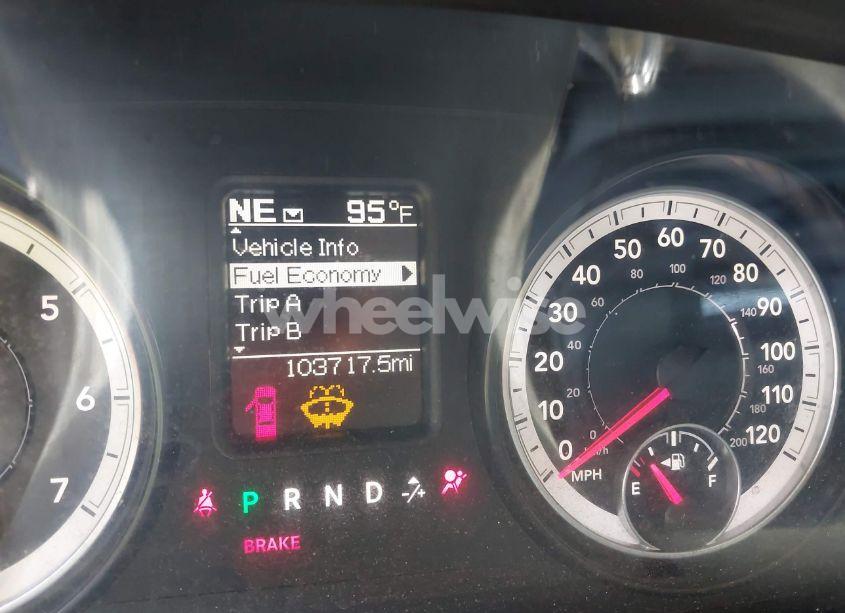 NE 95°F
Vehicle Info
Fuel Economy
Trip A
Trip B
103717.5mi
P R N D -/+
BRAKE
5
6
7
0 10 20 30 40 50 60 70 80 90 100 110 120
MPH
0 20 40 60 80 100 120 140 160 180 200
km/h
E F
wheelwise